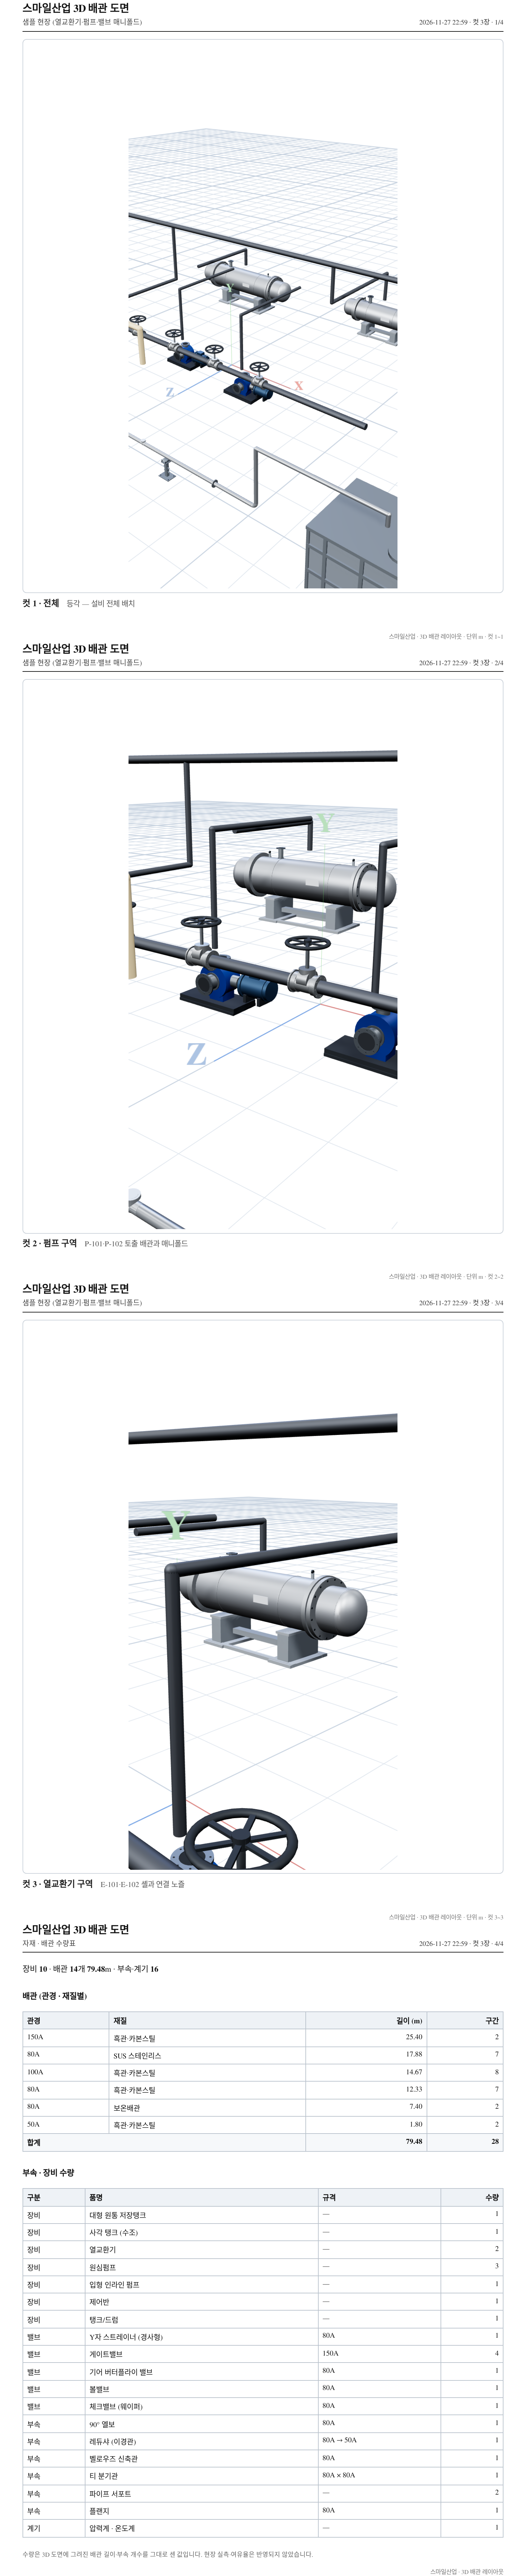 스마일산업 3D 배관 도면
샘플 현장 (열교환기·펌프·밸브 매니폴드)
2026-11-27 22:59 · 컷 3장 · 1/4
Y
Z
X
컷 1 · 전체 등각 — 설비 전체 배치
스마일산업 · 3D 배관 레이아웃 · 단위 m · 컷 1~1
스마일산업 3D 배관 도면
샘플 현장 (열교환기·펌프·밸브 매니폴드)
2026-11-27 22:59 · 컷 3장 · 2/4
Y
Z
컷 2 · 펌프 구역 P-101·P-102 토출 배관과 매니폴드
스마일산업 · 3D 배관 레이아웃 · 단위 m · 컷 2~2
스마일산업 3D 배관 도면
샘플 현장 (열교환기·펌프·밸브 매니폴드)
2026-11-27 22:59 · 컷 3장 · 3/4
Y
컷 3 · 열교환기 구역 E-101·E-102 셸과 연결 노즐
스마일산업 · 3D 배관 레이아웃 · 단위 m · 컷 3~3
스마일산업 3D 배관 도면
자재 · 배관 수량표
2026-11-27 22:59 · 컷 3장 · 4/4
장비 10 · 배관 14개 79.48m · 부속·계기 16
배관 (관경 · 재질별)
관경 재질 길이 (m) 구간
150A 흑관·카본스틸 25.40 2
80A SUS 스테인리스 17.88 7
100A 흑관·카본스틸 14.67 8
80A 흑관·카본스틸 12.33 7
80A 보온배관 7.40 2
50A 흑관·카본스틸 1.80 2
합계 79.48 28
부속 · 장비 수량
구분 품명 규격 수량
장비 대형 원통 저장탱크 — 1
장비 사각 탱크 (수조) — 1
장비 열교환기 — 2
장비 원심펌프 — 3
장비 입형 인라인 펌프 — 1
장비 제어반 — 1
장비 탱크/드럼 — 1
밸브 Y자 스트레이너 (경사형) 80A 1
밸브 게이트밸브 150A 4
밸브 기어 버터플라이 밸브 80A 1
밸브 볼밸브 80A 1
밸브 체크밸브 (웨이퍼) 80A 1
부속 90° 엘보 80A 1
부속 레듀샤 (이경관) 80A → 50A 1
부속 벨로우즈 신축관 80A 1
부속 티 분기관 80A × 80A 1
부속 파이프 서포트 — 2
부속 플랜지 80A 1
계기 압력계 · 온도계 — 1
수량은 3D 도면에 그려진 배관 길이·부속 개수를 그대로 센 값입니다. 현장 실측·여유율은 반영되지 않았습니다.
스마일산업 · 3D 배관 레이아웃